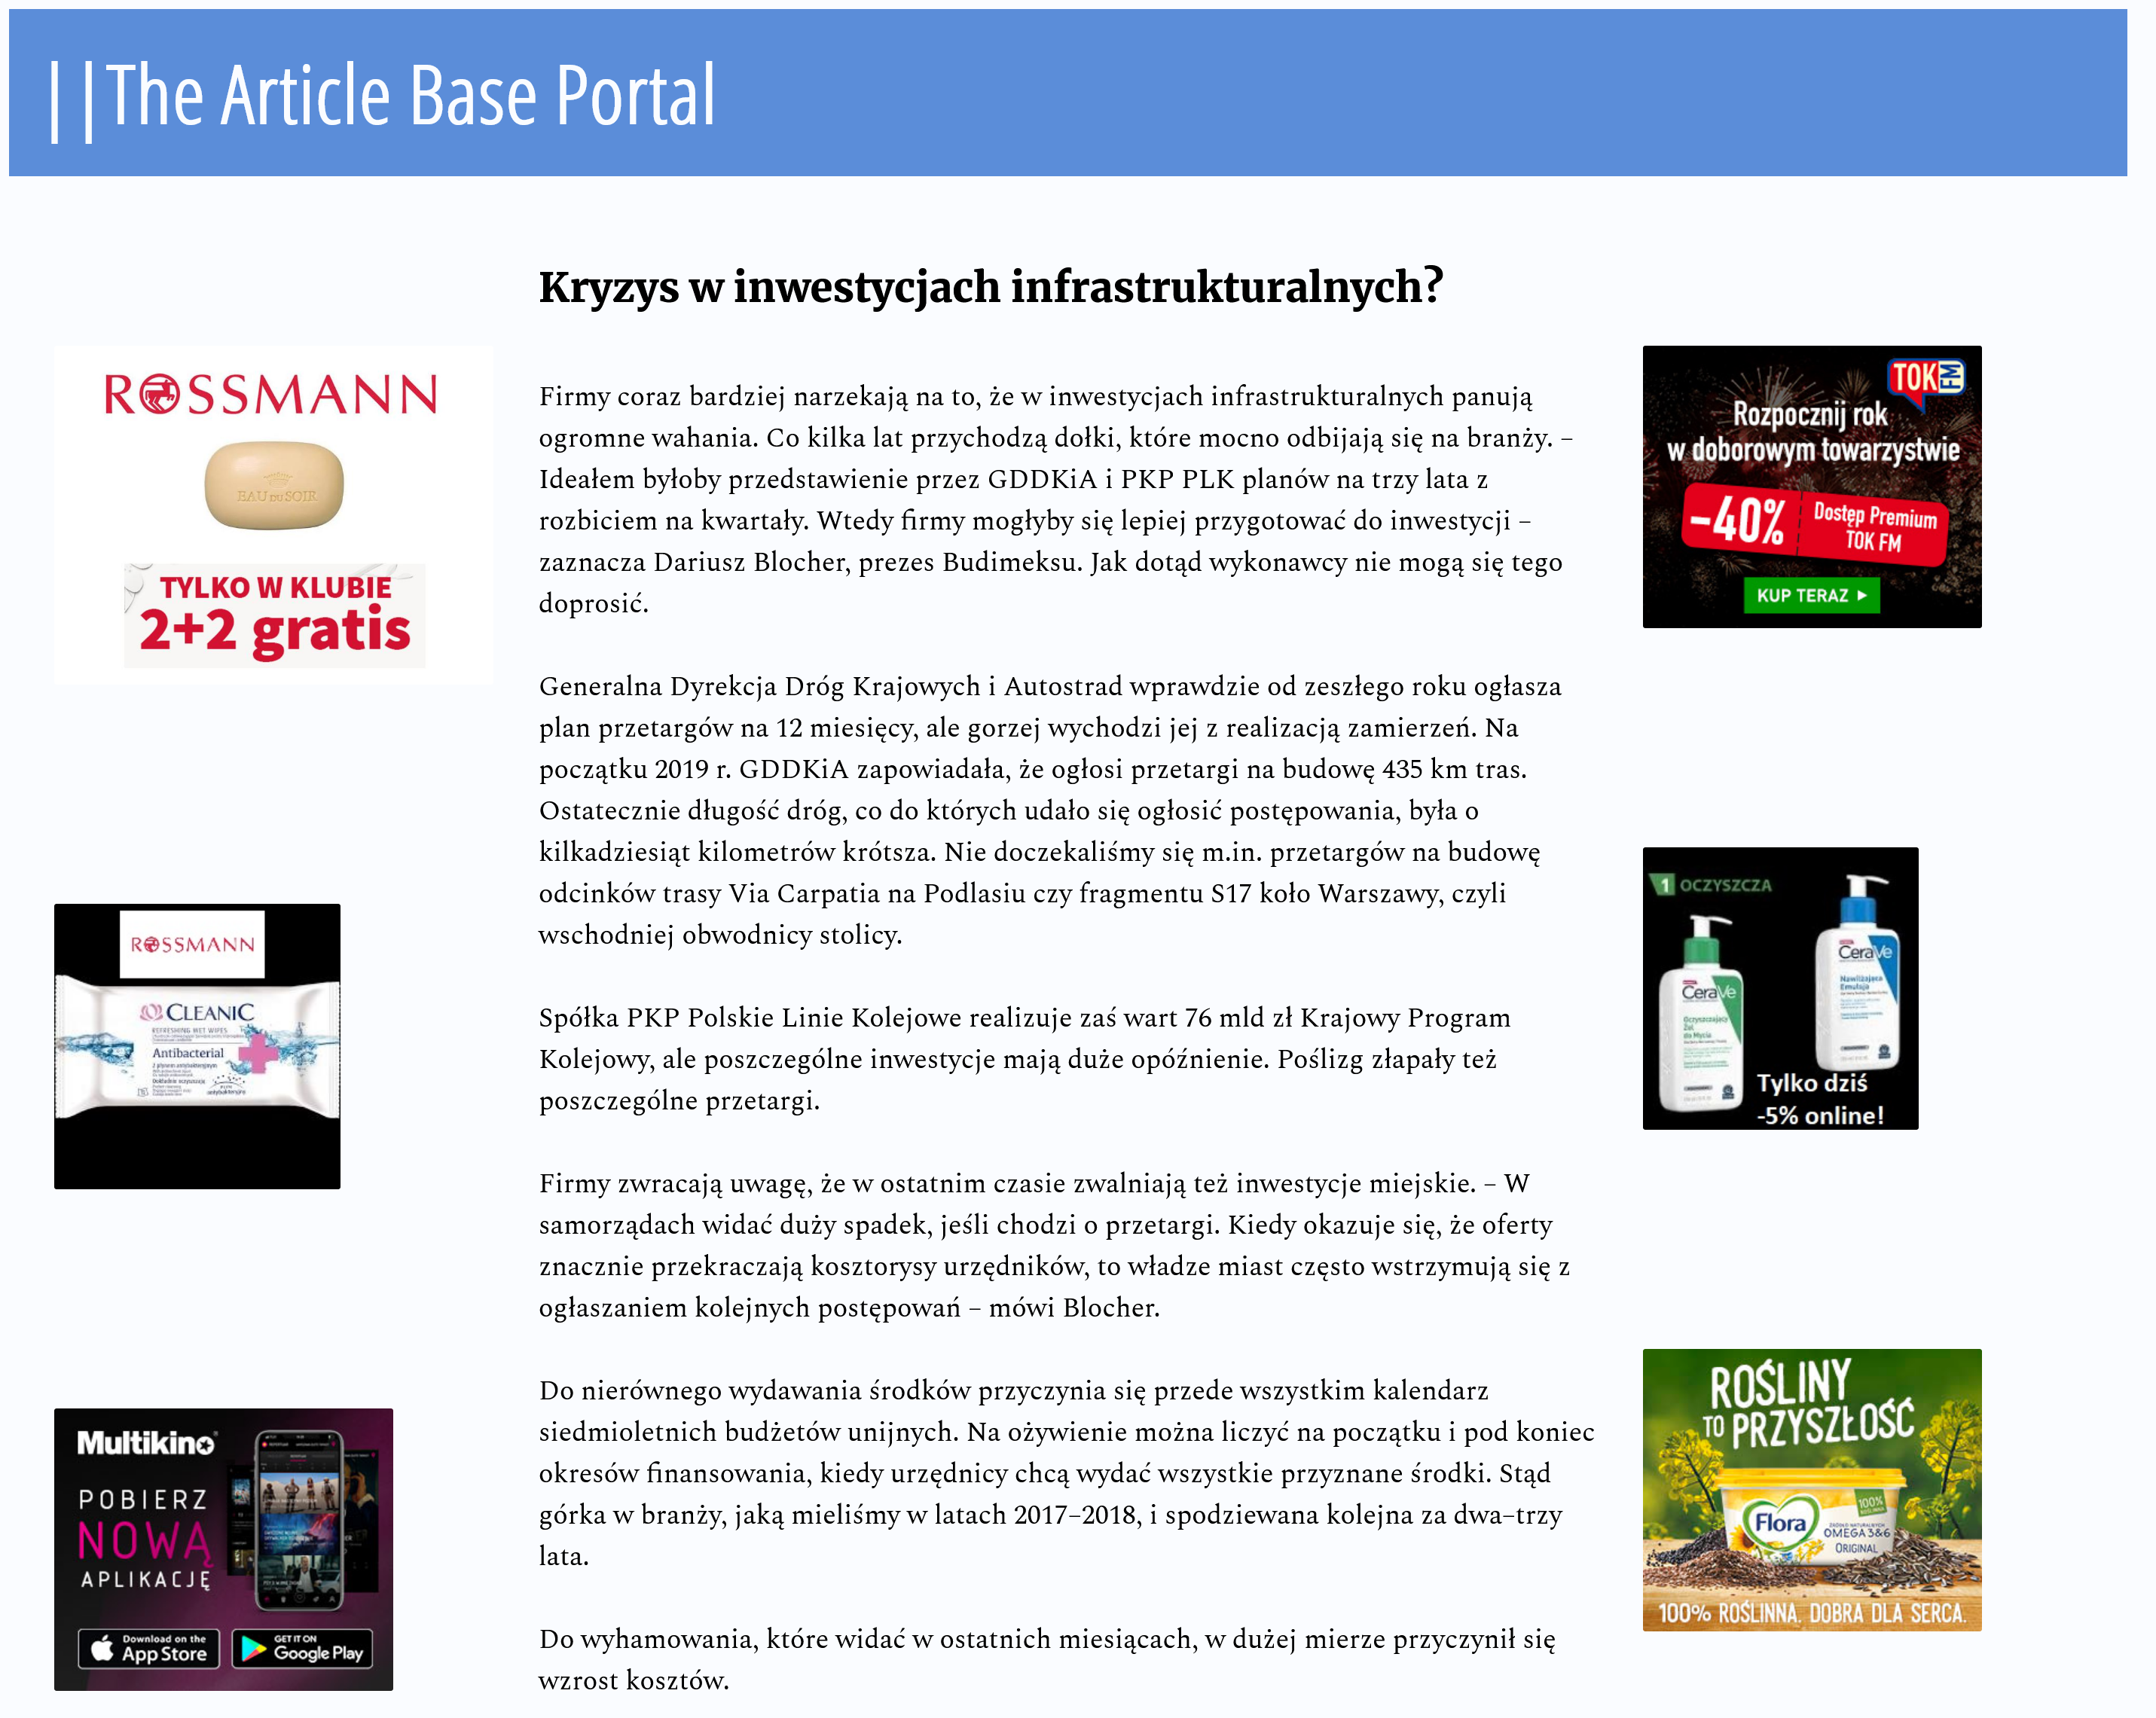 ||The Article Base Portal
Kryzys w inwestycjach infrastrukturalnych?
ROSSMANN
EAU DU SOIR
TYLKO W KLUBIE
2+2 gratis
ROSSMANN
CLEANIC
REFRESHING WET WIPES
Antibacterial
z płynem antybakteryjnym
Multikino
POBIERZ
NOWĄ
APLIKACJĘ
Download on the
App Store
GET IT ON
Google Play
Firmy coraz bardziej narzekają na to, że w inwestycjach infrastrukturalnych panują
ogromne wahania. Co kilka lat przychodzą dołki, które mocno odbijają się na branży. –
Ideałem byłoby przedstawienie przez GDDKiA i PKP PLK planów na trzy lata z
rozbiciem na kwartały. Wtedy firmy mogłyby się lepiej przygotować do inwestycji –
zaznacza Dariusz Blocher, prezes Budimeksu. Jak dotąd wykonawcy nie mogą się tego
doprosić.
Generalna Dyrekcja Dróg Krajowych i Autostrad wprawdzie od zeszłego roku ogłasza
plan przetargów na 12 miesięcy, ale gorzej wychodzi jej z realizacją zamierzeń. Na
początku 2019 r. GDDKiA zapowiadała, że ogłosi przetargi na budowę 435 km tras.
Ostatecznie długość dróg, co do których udało się ogłosić postępowania, była o
kilkadziesiąt kilometrów krótsza. Nie doczekaliśmy się m.in. przetargów na budowę
odcinków trasy Via Carpatia na Podlasiu czy fragmentu S17 koło Warszawy, czyli
wschodniej obwodnicy stolicy.
Spółka PKP Polskie Linie Kolejowe realizuje zaś wart 76 mld zł Krajowy Program
Kolejowy, ale poszczególne inwestycje mają duże opóźnienie. Poślizg złapały też
poszczególne przetargi.
Firmy zwracają uwagę, że w ostatnim czasie zwalniają też inwestycje miejskie. – W
samorządach widać duży spadek, jeśli chodzi o przetargi. Kiedy okazuje się, że oferty
znacznie przekraczają kosztorysy urzędników, to władze miast często wstrzymują się z
ogłaszaniem kolejnych postępowań – mówi Blocher.
Do nierównego wydawania środków przyczynia się przede wszystkim kalendarz
siedmioletnich budżetów unijnych. Na ożywienie można liczyć na początku i pod koniec
okresów finansowania, kiedy urzędnicy chcą wydać wszystkie przyznane środki. Stąd
górka w branży, jaką mieliśmy w latach 2017–2018, i spodziewana kolejna za dwa–trzy
lata.
Do wyhamowania, które widać w ostatnich miesiącach, w dużej mierze przyczynił się
wzrost kosztów.
TOK FM
Rozpocznij rok
w doborowym towarzystwie
–40%
Dostęp Premium
TOK FM
KUP TERAZ
1 OCZYSZCZA
CeraVe
Nawilżająca
Emulsja
CeraVe
Oczyszczający
Żel
do Mycia
Tylko dziś
-5% online!
ROŚLINY
TO PRZYSZŁOŚĆ
100%
Flora
OMEGA 3&6
ORIGINAL
100% ROŚLINNA. DOBRA DLA SERCA.